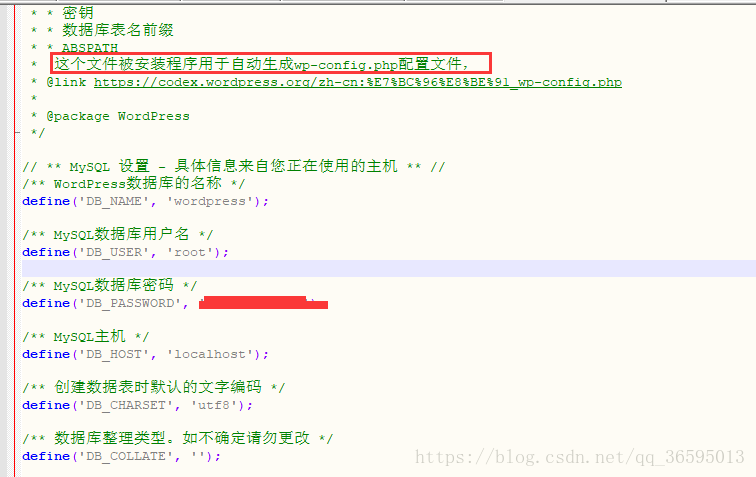 * * 密钥
* * 数据库表名前缀
* * ABSPATH
* 这个文件被安装程序用于自动生成wp-config.php配置文件，
* @link https://codex.wordpress.org/zh-cn:%E7%BC%96%E8%BE%91_wp-config.php
*
* @package WordPress
*/
// ** MySQL 设置 - 具体信息来自您正在使用的主机 ** //
/** WordPress数据库的名称 */
define('DB_NAME', 'wordpress');
/** MySQL数据库用户名 */
define('DB_USER', 'root');
/** MySQL数据库密码 */
define('DB_PASSWORD',
/** MySQL主机 */
define('DB_HOST', 'localhost');
/** 创建数据表时默认的文字编码 */
define('DB_CHARSET', 'utf8');
/** 数据库整理类型。如不确定请勿更改 */
define('DB_COLLATE', '');
https://blog.csdn.net/qq_36595013